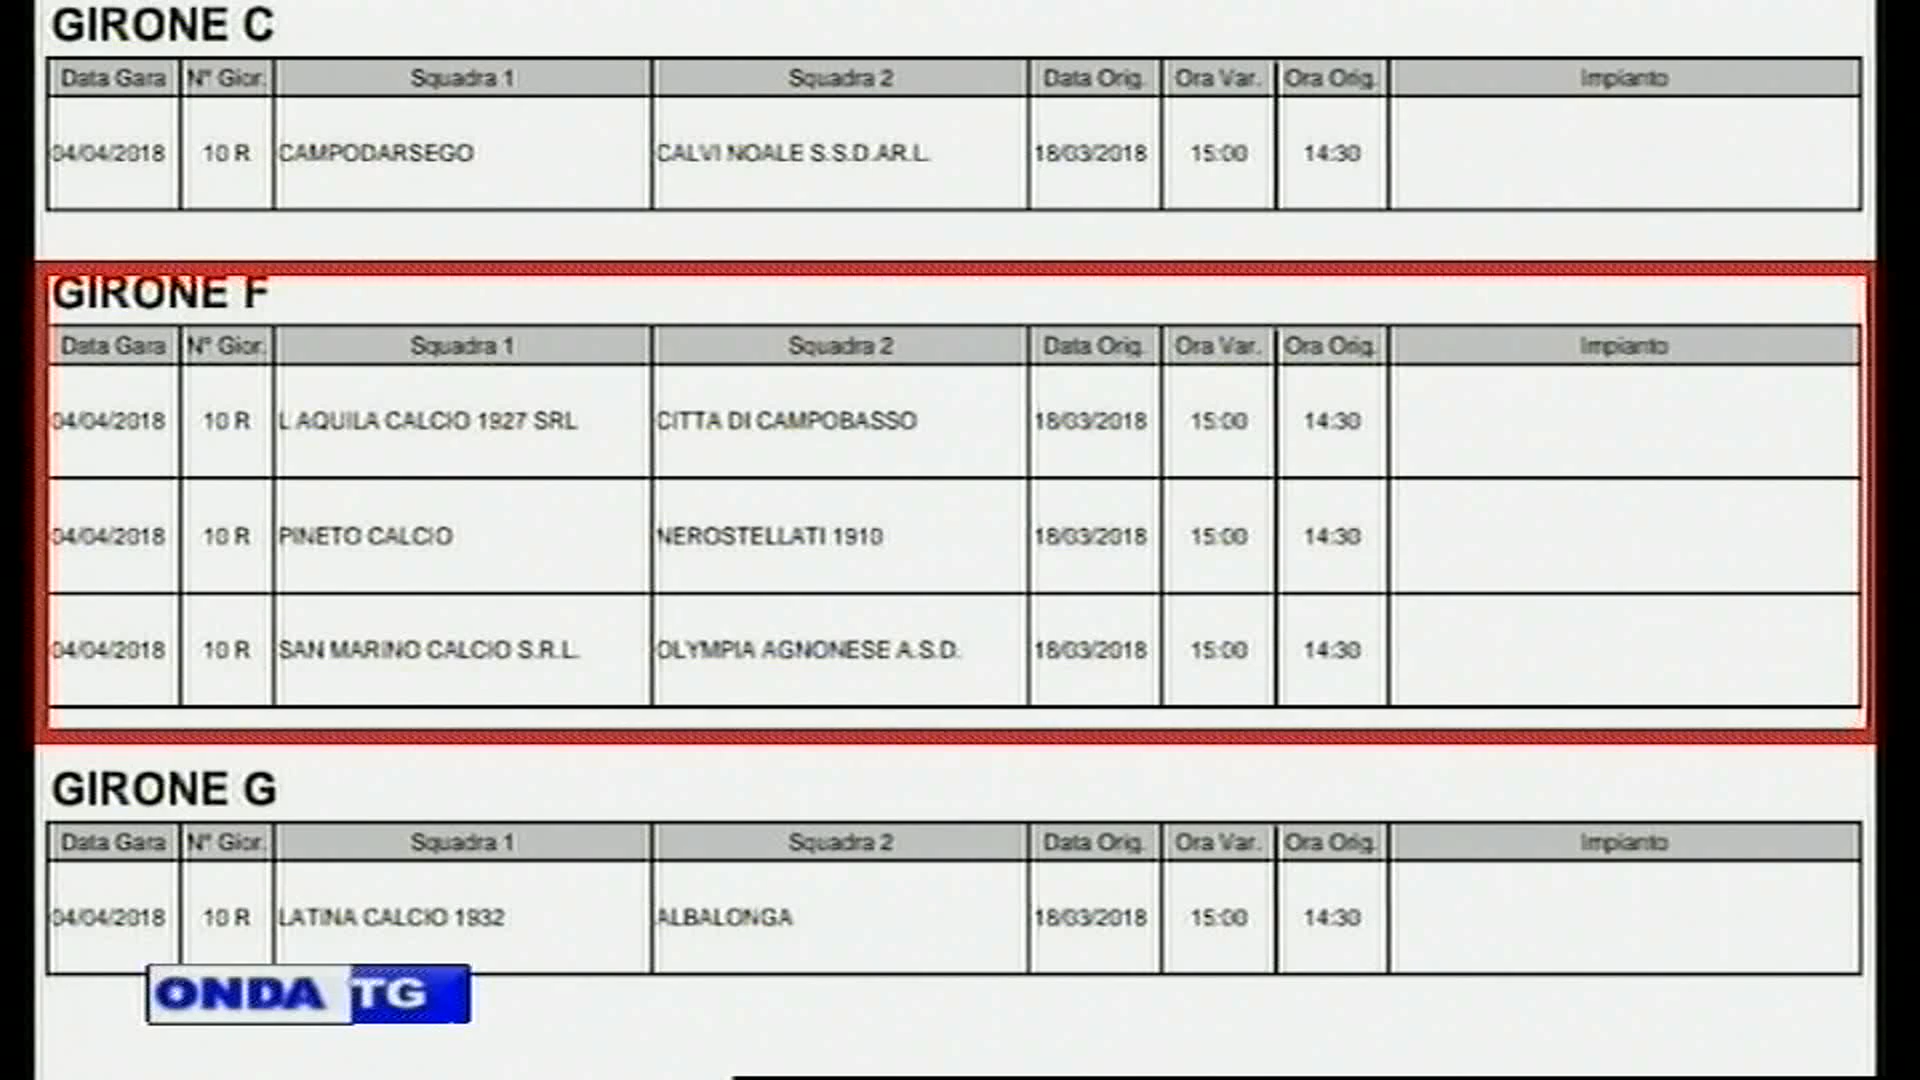 GIRONE C
Data Gara N° Gior. Squadra 1 Squadra 2 Data Orig. Ora Var. Ora Orig. Impianto
04/04/2018 10 R CAMPODARSEGO CALVI NOALE S.S.D.AR.L. 18/03/2018 15:00 14:30
GIRONE F
Data Gara N° Gior. Squadra 1 Squadra 2 Data Orig. Ora Var. Ora Orig. Impianto
04/04/2018 10 R L AQUILA CALCIO 1927 SRL CITTA DI CAMPOBASSO 18/03/2018 15:00 14:30
04/04/2018 10 R PINETO CALCIO NEROSTELLATI 1910 18/03/2018 15:00 14:30
04/04/2018 10 R SAN MARINO CALCIO S.R.L. OLYMPIA AGNONESE A.S.D. 18/03/2018 15:00 14:30
GIRONE G
Data Gara N° Gior. Squadra 1 Squadra 2 Data Orig. Ora Var. Ora Orig. Impianto
04/04/2018 10 R LATINA CALCIO 1932 ALBALONGA 18/03/2018 15:00 14:30
ONDA TG